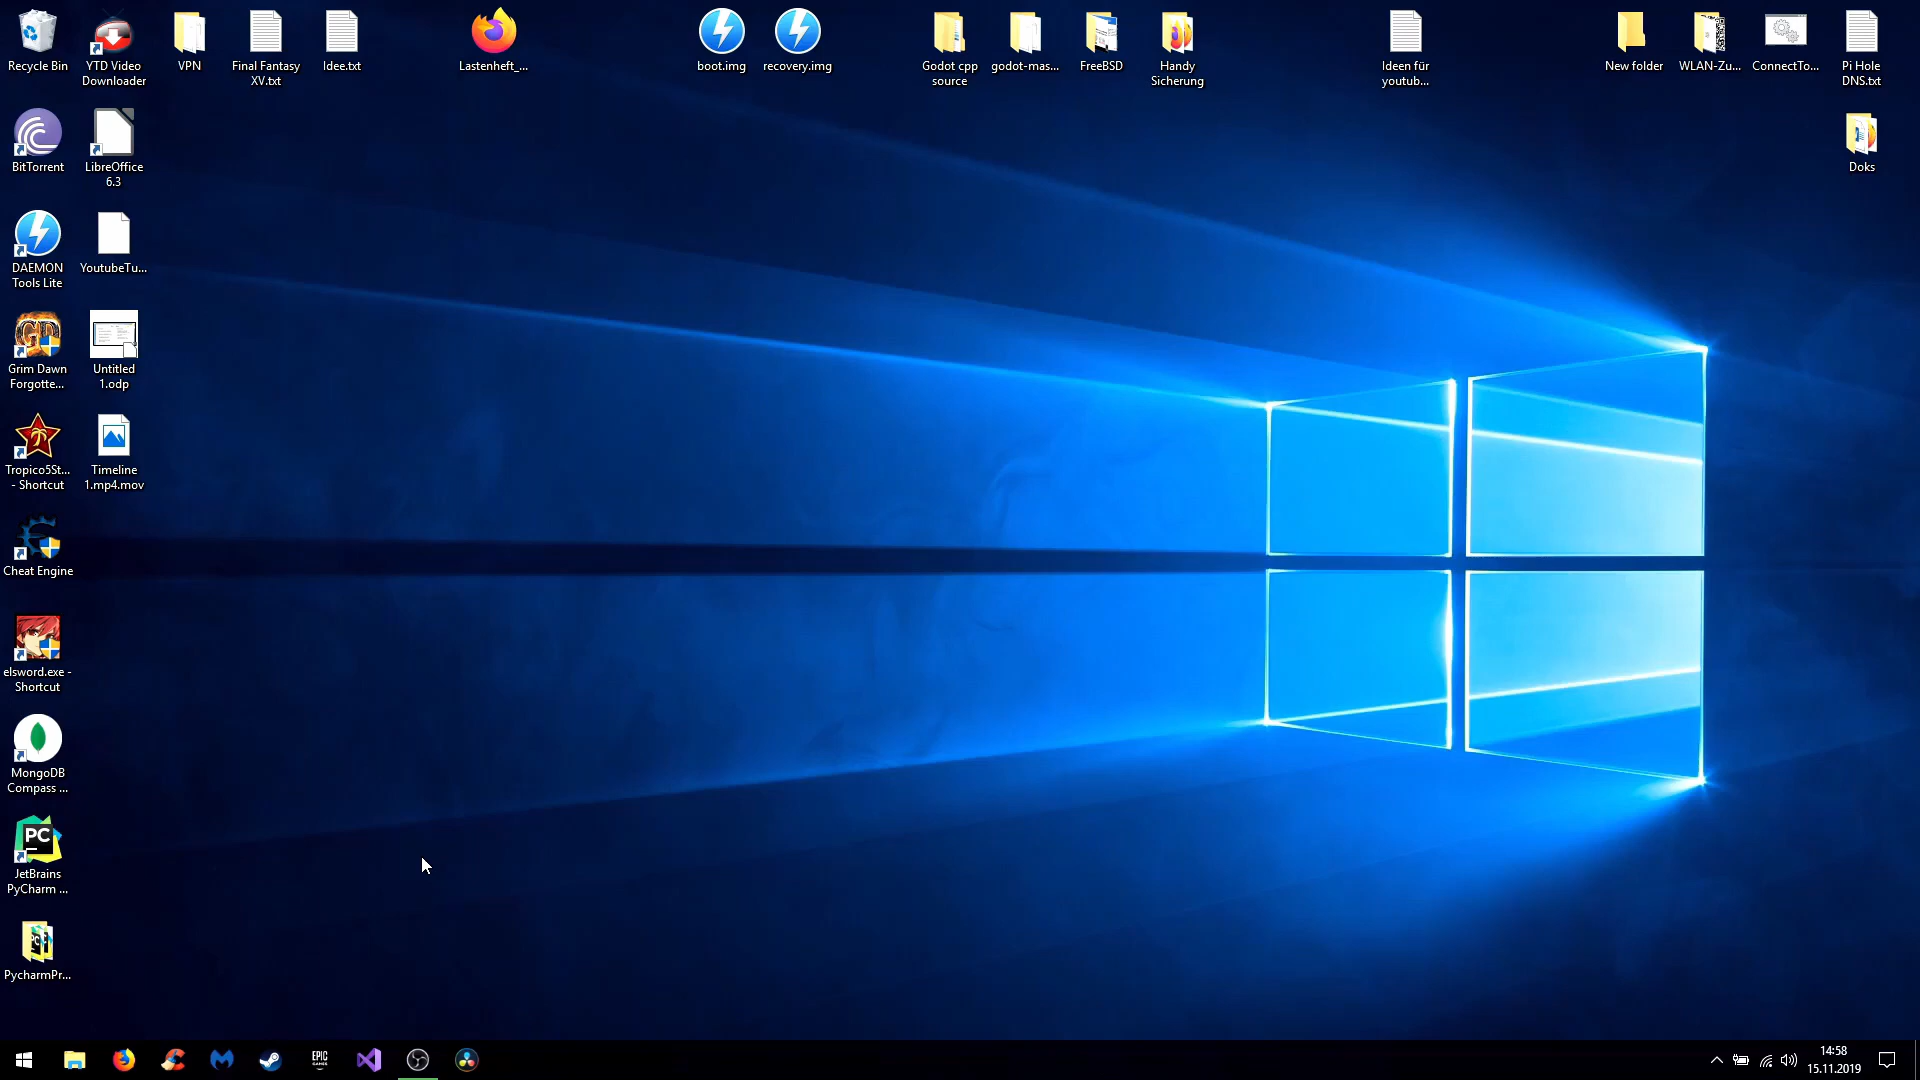 Recycle Bin
YTD Video
Downloader
VPN
Final Fantasy
XV.txt
Idee.txt
Lastenheft_...
boot.img
recovery.img
Godot cpp
source
godot-mas...
FreeBSD
Handy
Sicherung
Ideen für
youtub...
New folder
WLAN-Zu...
ConnectTo...
Pi Hole
DNS.txt
BitTorrent
LibreOffice
6.3
Doks
DAEMON
Tools Lite
YoutubeTu...
Grim Dawn
Forgotte...
Untitled
1.odp
Tropico5St...
- Shortcut
Timeline
1.mp4.mov
Cheat Engine
elsword.exe -
Shortcut
MongoDB
Compass ...
PC
JetBrains
PyCharm ...
PycharmPr...
EPIC
GAMES
14:58
15.11.2019